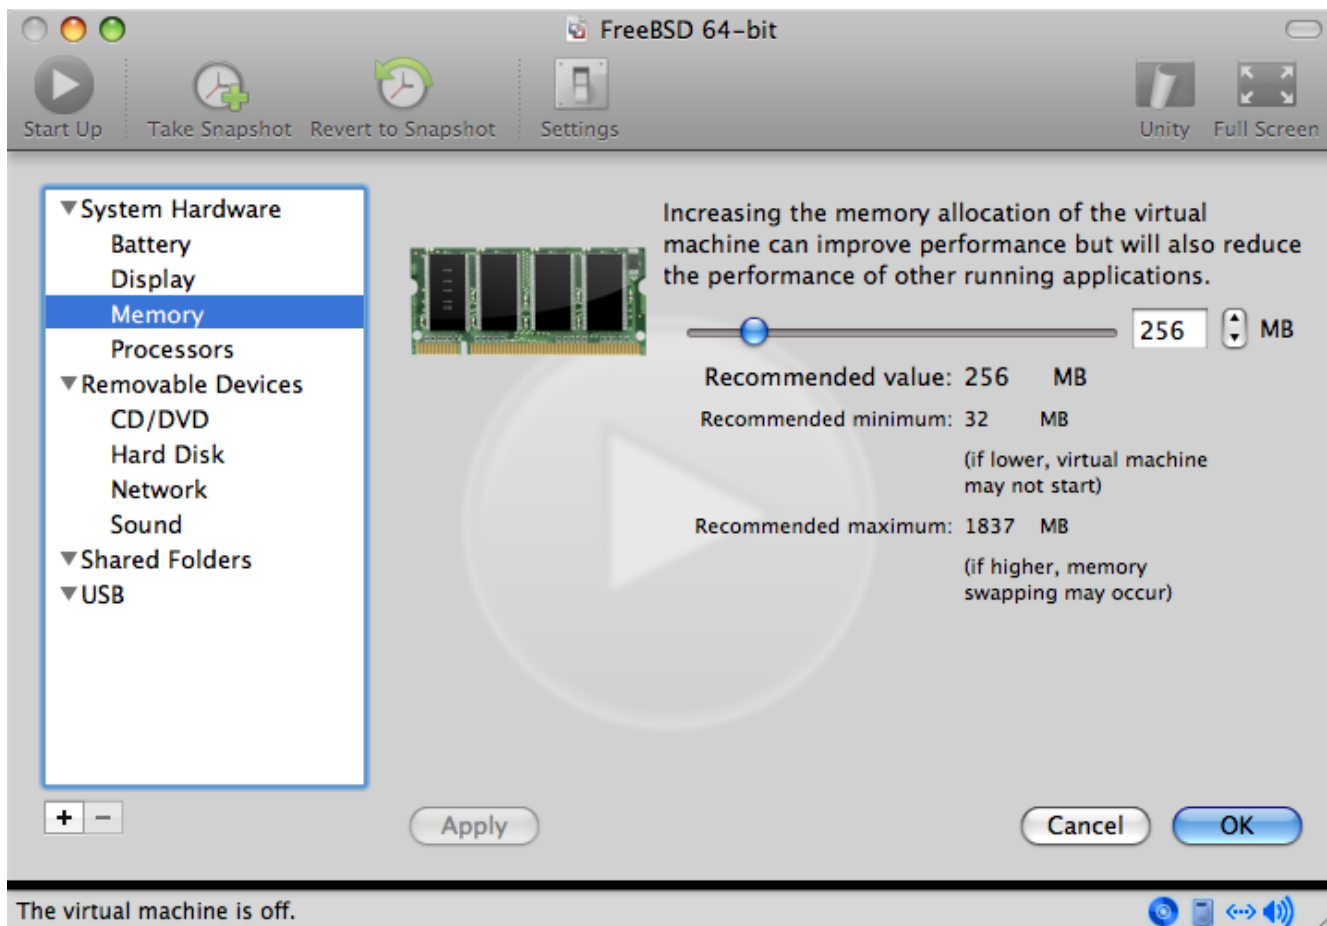 FreeBSD 64-bit
Start Up
Take Snapshot
Revert to Snapshot
Settings
Unity
Full Screen
System Hardware
Battery
Display
Memory
Processors
Removable Devices
CD/DVD
Hard Disk
Network
Sound
Shared Folders
USB
Increasing the memory allocation of the virtual
machine can improve performance but will also reduce
the performance of other running applications.
256 MB
Recommended value: 256 MB
Recommended minimum: 32 MB
(if lower, virtual machine
may not start)
Recommended maximum: 1837 MB
(if higher, memory
swapping may occur)
+ −
Apply
Cancel
OK
The virtual machine is off.